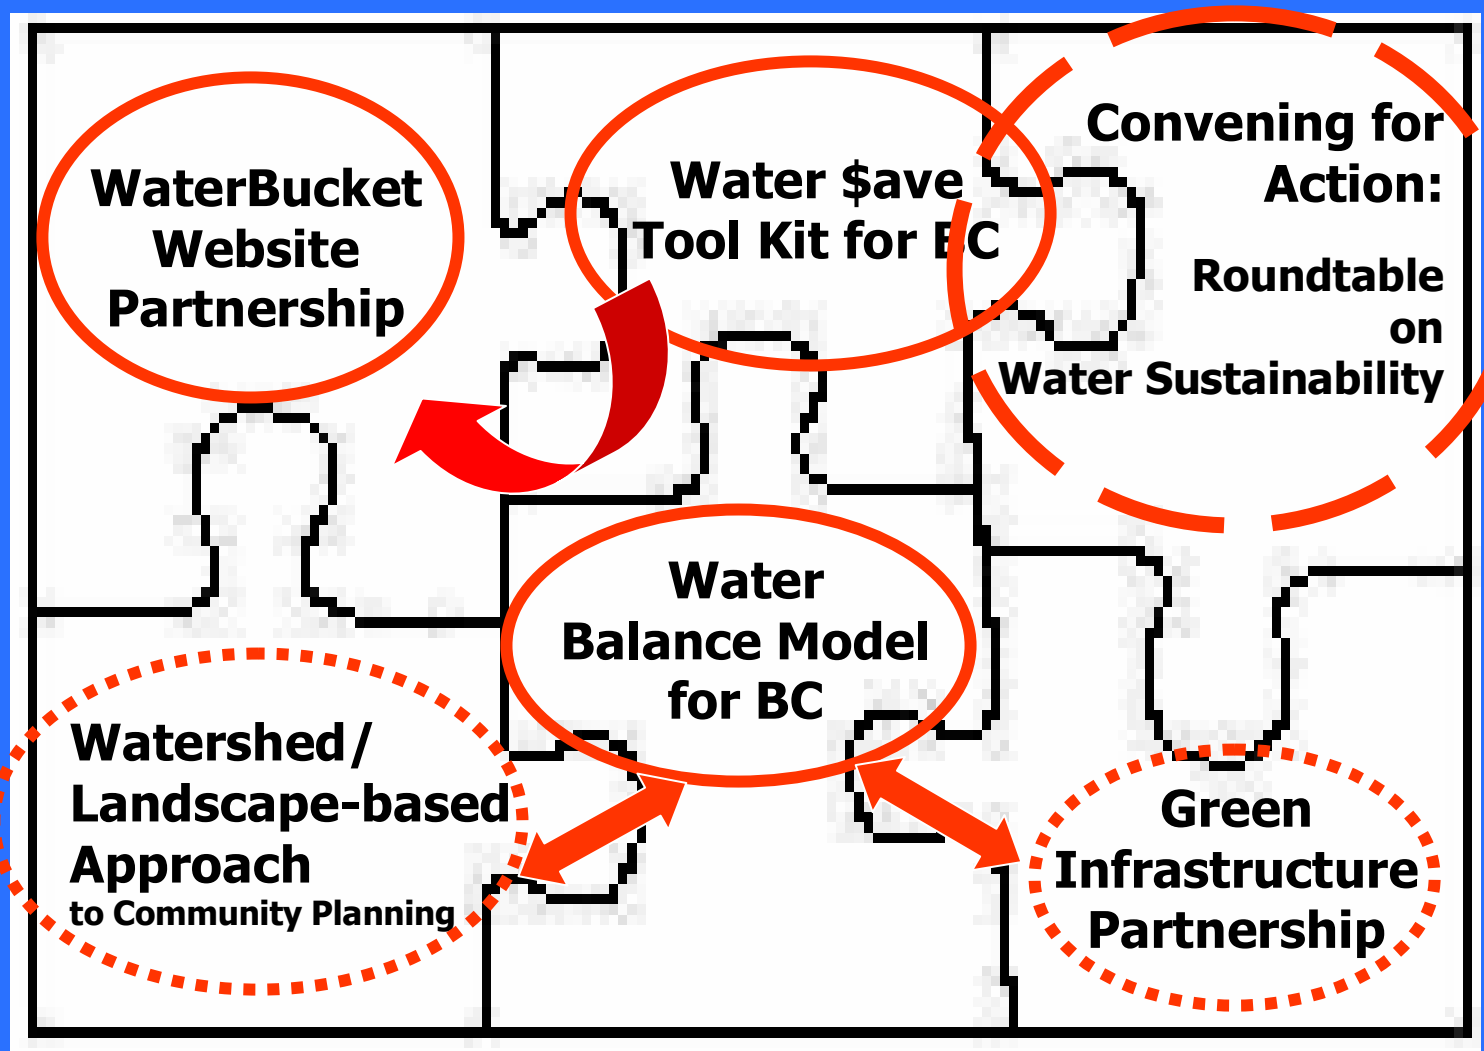 WaterBucket
Website
Partnership
Water $ave
Tool Kit for BC
Convening for
Action:
Roundtable
on
Water Sustainability
Water
Balance Model
for BC
Watershed/
Landscape-based
Approach
to Community Planning
Green
Infrastructure
Partnership